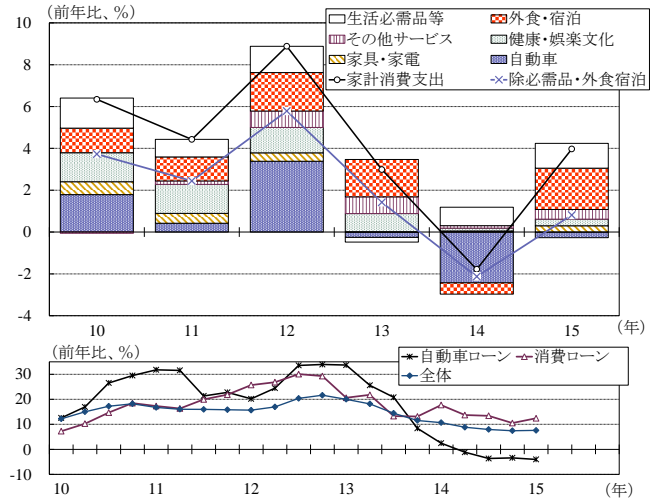 (前年比、%)
10
8
6
4
2
0
-2
-4
生活必需品等 外食・宿泊
その他サービス 健康・娯楽文化
家具・家電 自動車
家計消費支出 除必需品・外食宿泊
10 11 12 13 14 15
(年)
(前年比、%)
自動車ローン 消費ローン
全体
30
20
10
0
-10
10 11 12 13 14 15 (年)